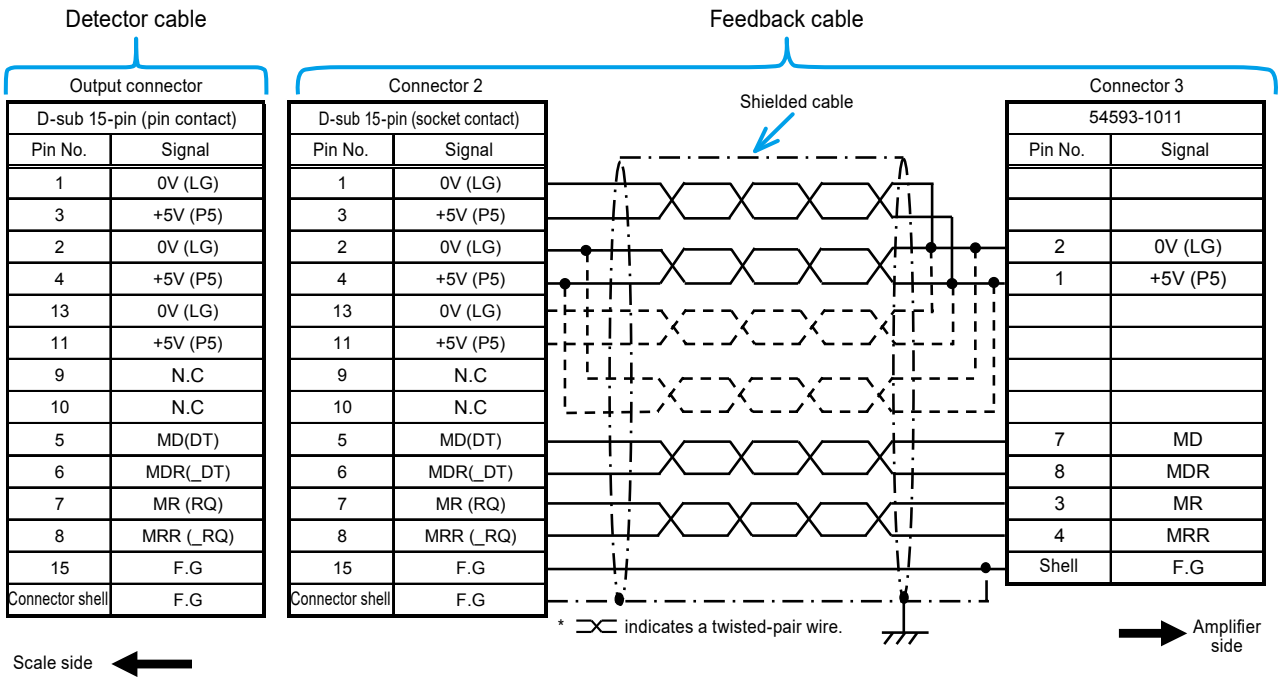 Detector cable
Feedback cable
Output connector
Connector 2
Connector 3
Shielded cable
D-sub 15-pin (pin contact)
Pin No. Signal
1 0V (LG)
3 +5V (P5)
2 0V (LG)
4 +5V (P5)
13 0V (LG)
11 +5V (P5)
9 N.C
10 N.C
5 MD(DT)
6 MDR(_DT)
7 MR (RQ)
8 MRR (_RQ)
15 F.G
Connector shell F.G
D-sub 15-pin (socket contact)
Pin No. Signal
1 0V (LG)
3 +5V (P5)
2 0V (LG)
4 +5V (P5)
13 0V (LG)
11 +5V (P5)
9 N.C
10 N.C
5 MD(DT)
6 MDR(_DT)
7 MR (RQ)
8 MRR (_RQ)
15 F.G
Connector shell F.G
54593-1011
Pin No. Signal
2 0V (LG)
1 +5V (P5)
7 MD
8 MDR
3 MR
4 MRR
Shell F.G
* indicates a twisted-pair wire.
Scale side
Amplifier
side